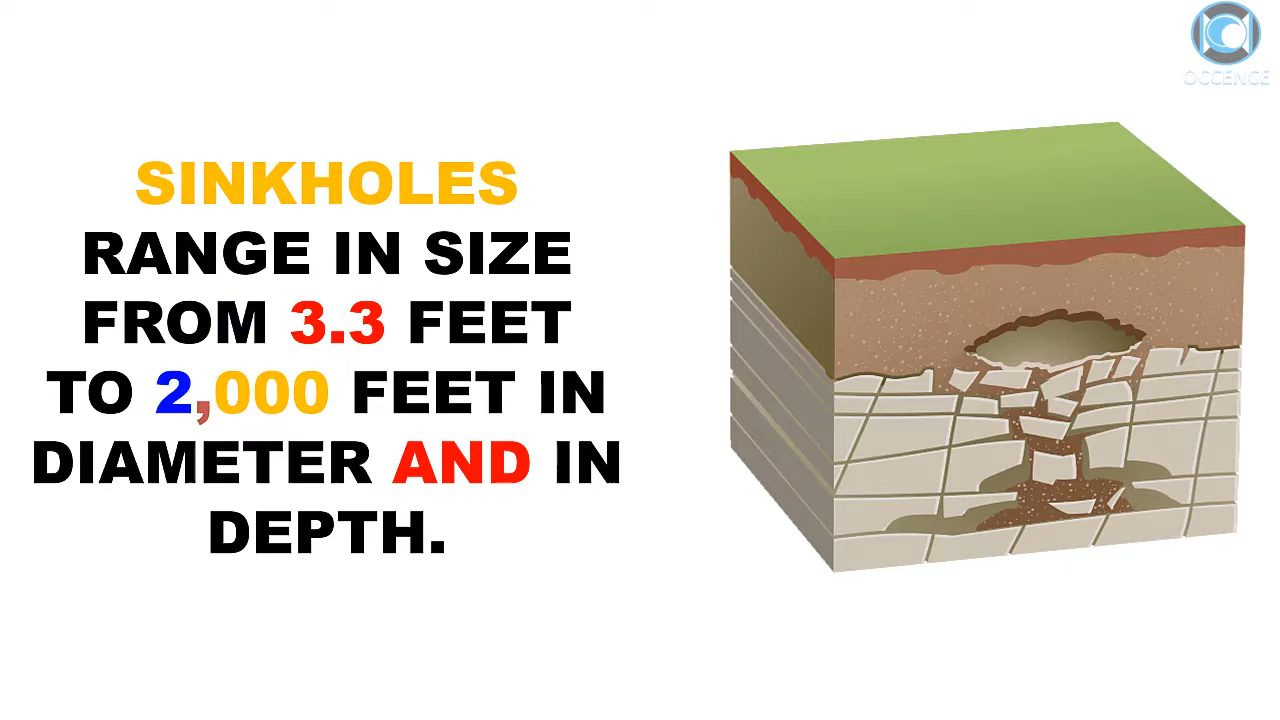 OCCENCE
SINKHOLES
RANGE IN SIZE
FROM 3.3 FEET
TO 2,000 FEET IN
DIAMETER AND IN
DEPTH.